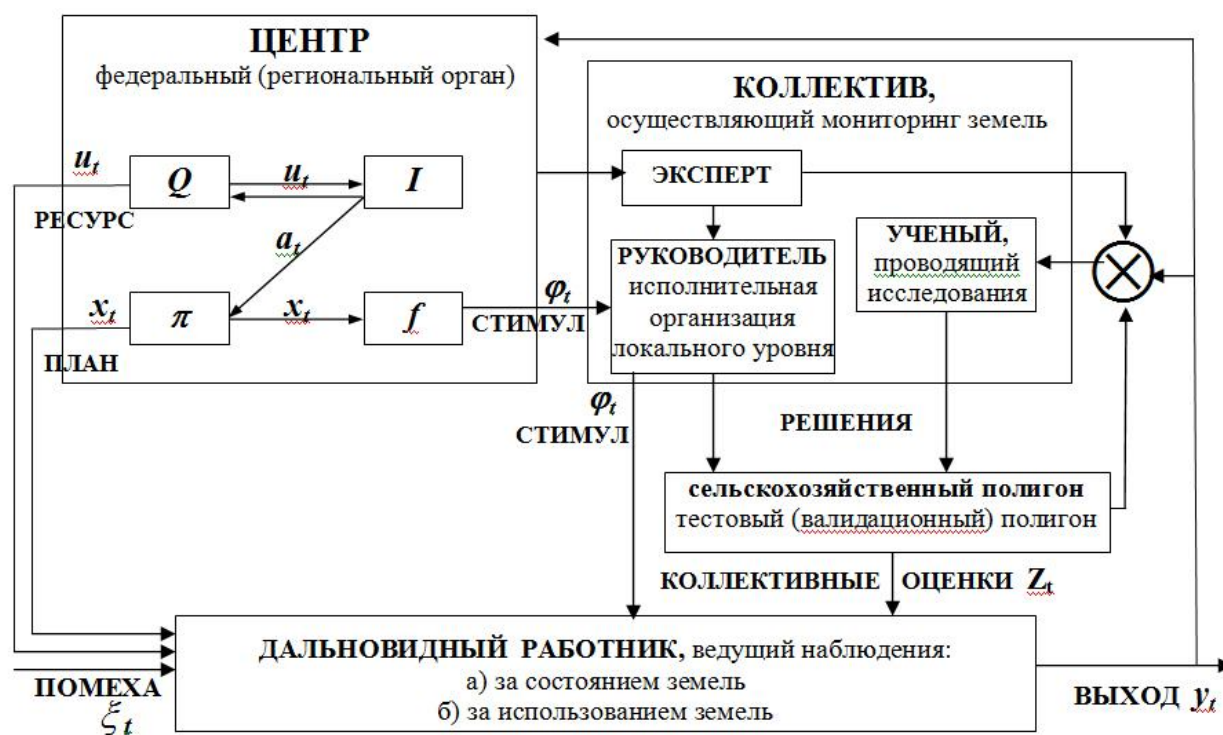 ЦЕНТР
федеральный (региональный орган)
КОЛЛЕКТИВ,
осуществляющий мониторинг земель
u_t
Q
u_t
I
РЕСУРС
a_t
ЭКСПЕРТ
x_t
π
x_t
f
ПЛАН
φ_t
СТИМУЛ
РУКОВОДИТЕЛЬ
исполнительная
организация
локального уровня
УЧЕНЫЙ,
проводящий
исследования
φ_t
СТИМУЛ
РЕШЕНИЯ
сельскохозяйственный полигон
тестовый (валидационный) полигон
КОЛЛЕКТИВНЫЕ ОЦЕНКИ Z_t
ДАЛЬНОВИДНЫЙ РАБОТНИК, ведущий наблюдения:
а) за состоянием земель
б) за использованием земель
ПОМЕХА
ξ_t
ВЫХОД y_t